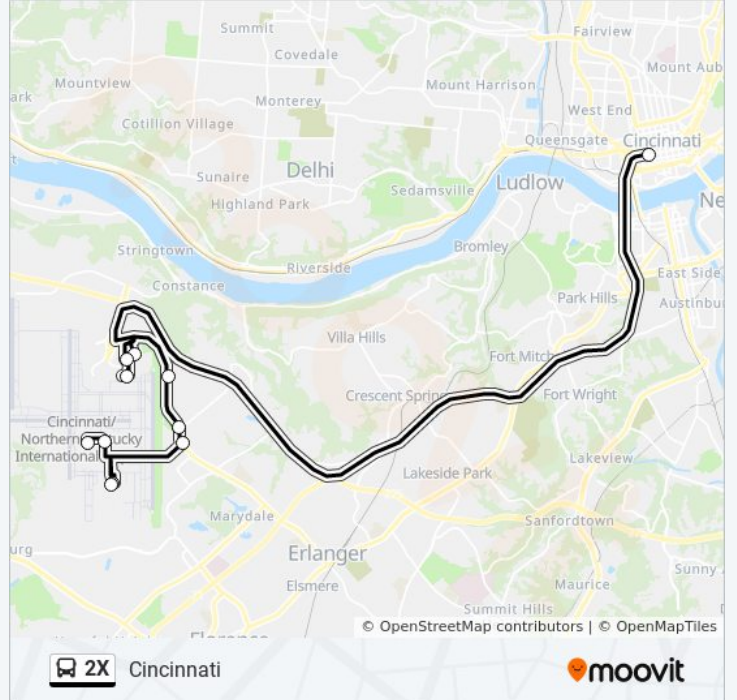 Summit
Fairview
Covedale
Mount Aub
Mountview
Mount Harrison
ark
Monterey
West End
Cotillion Village
Queensgate
Cincinnati
Delhi
Sunaire
Ludlow
Sedamsville
Highland Park
Ne
Stringtown
Bromley
Riverside
East Side
Constance
Park Hills
Austinbu
Villa Hills
Fort Mitch
Crescent Spring
Fort Wright
Cincinnati/
Northern
ucky
International
Lakeview
Lakeside Park
Marydale
Sanfordtown
urg
Erlanger
Sunny
Elsmere
Maurice
Summit Hills
© OpenStreetMap contributors | © OpenMapTiles
2X Cincinnati
moovit